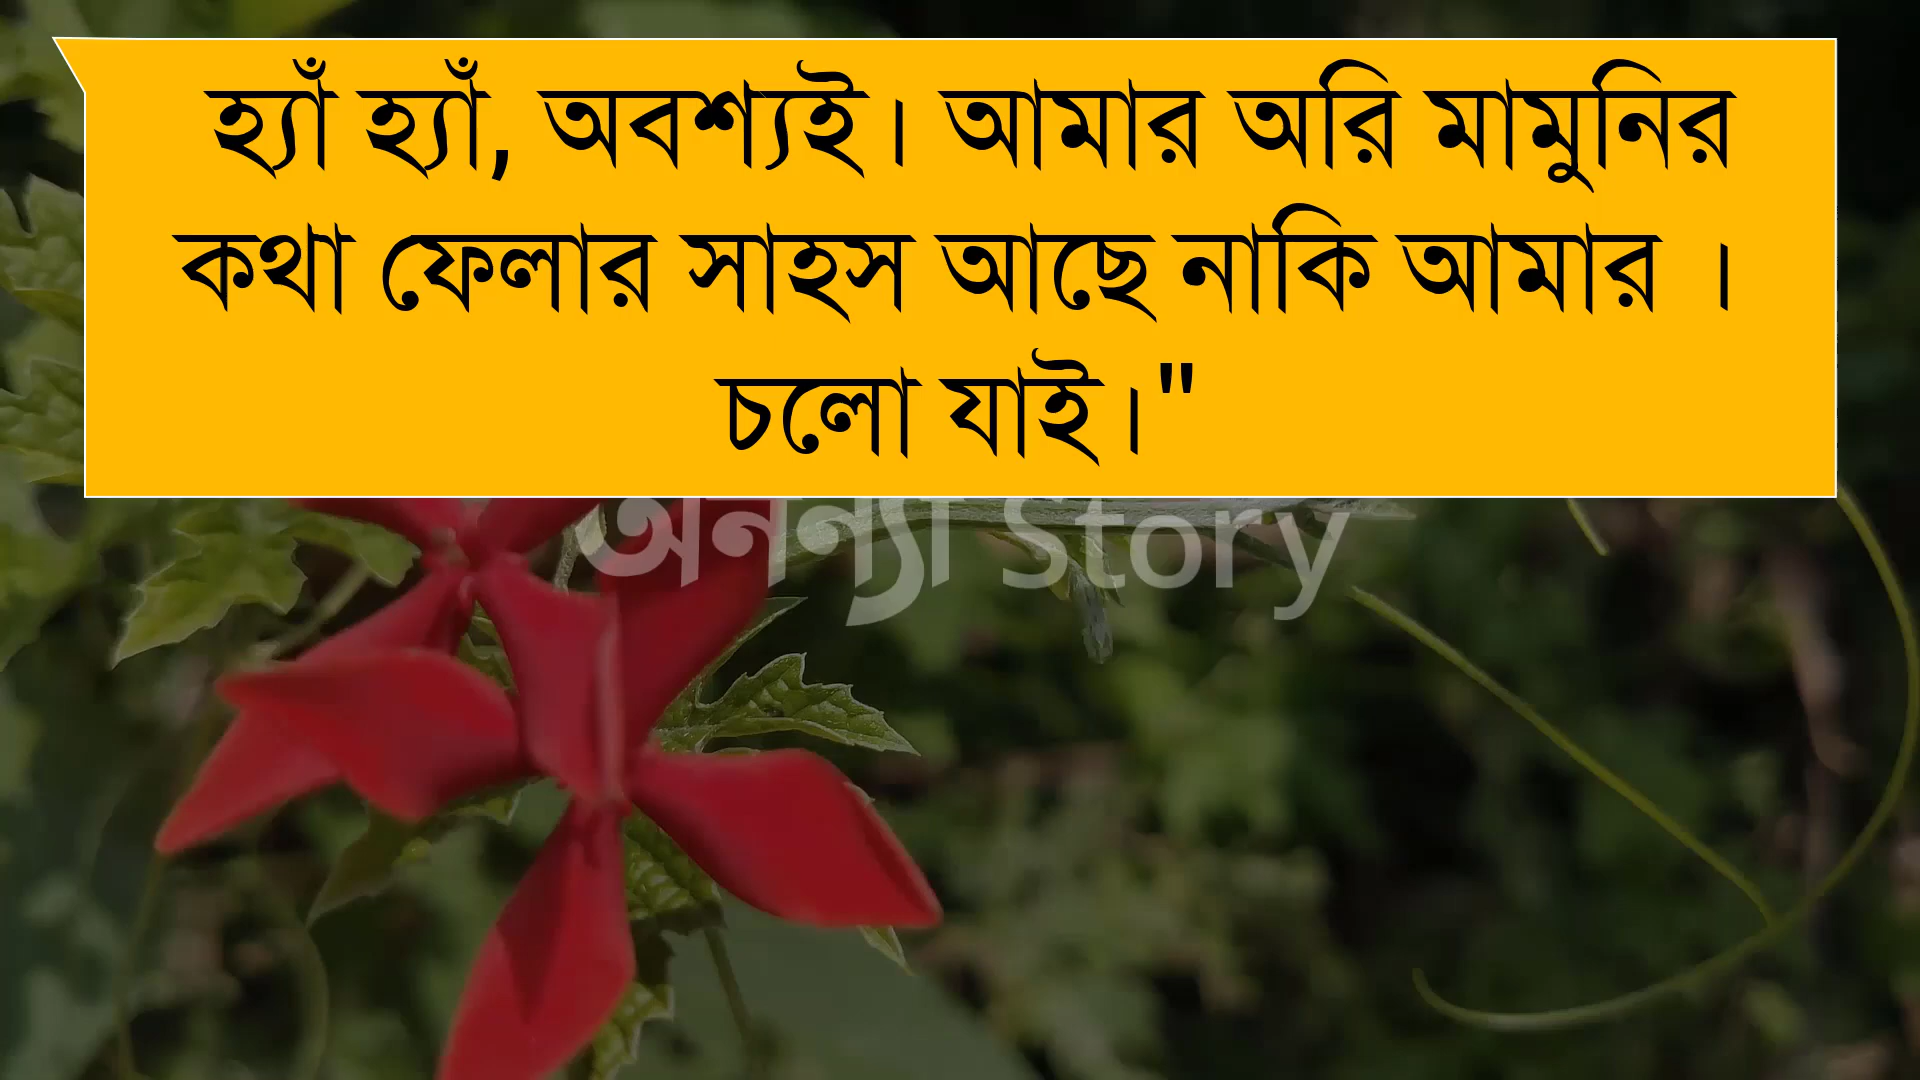 হ্যাঁ হ্যাঁ, অবশ্যই। আমার অরি মামুনির
কথা ফেলার সাহস আছে নাকি আমার ।
চলো যাই।"
অনন্যা Story